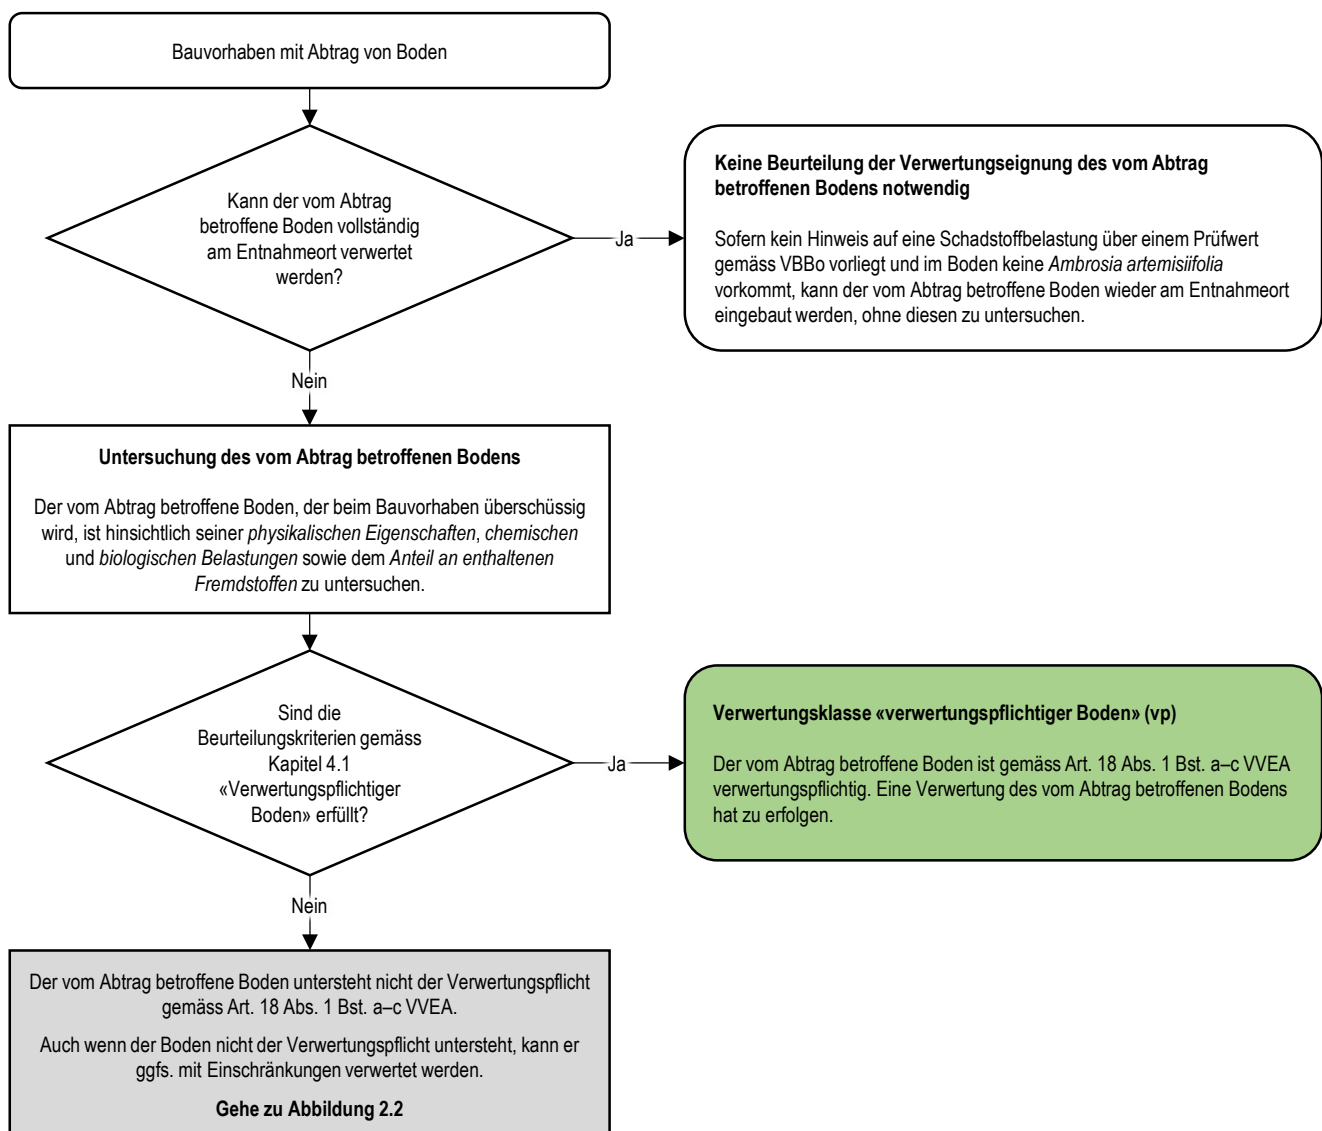 Bauvorhaben mit Abtrag von Boden
Kann der vom Abtrag
betroffene Boden vollständig
am Entnahmeort verwertet
werden?
Ja
Keine Beurteilung der Verwertungseignung des vom Abtrag
betroffenen Bodens notwendig
Sofern kein Hinweis auf eine Schadstoffbelastung über einem Prüfwert
gemäss VBBo vorliegt und im Boden keine Ambrosia artemisiifolia
vorkommt, kann der vom Abtrag betroffene Boden wieder am Entnahmeort
eingebaut werden, ohne diesen zu untersuchen.
Nein
Untersuchung des vom Abtrag betroffenen Bodens
Der vom Abtrag betroffene Boden, der beim Bauvorhaben überschüssig
wird, ist hinsichtlich seiner physikalischen Eigenschaften, chemischen
und biologischen Belastungen sowie dem Anteil an enthaltenen
Fremdstoffen zu untersuchen.
Sind die
Beurteilungskriterien gemäss
Kapitel 4.1
«Verwertungspflichtiger
Boden» erfüllt?
Ja
Verwertungsklasse «verwertungspflichtiger Boden» (vp)
Der vom Abtrag betroffene Boden ist gemäss Art. 18 Abs. 1 Bst. a–c VVEA
verwertungspflichtig. Eine Verwertung des vom Abtrag betroffenen Bodens
hat zu erfolgen.
Nein
Der vom Abtrag betroffene Boden untersteht nicht der Verwertungspflicht
gemäss Art. 18 Abs. 1 Bst. a–c VVEA.
Auch wenn der Boden nicht der Verwertungspflicht untersteht, kann er
ggfs. mit Einschränkungen verwertet werden.
Gehe zu Abbildung 2.2